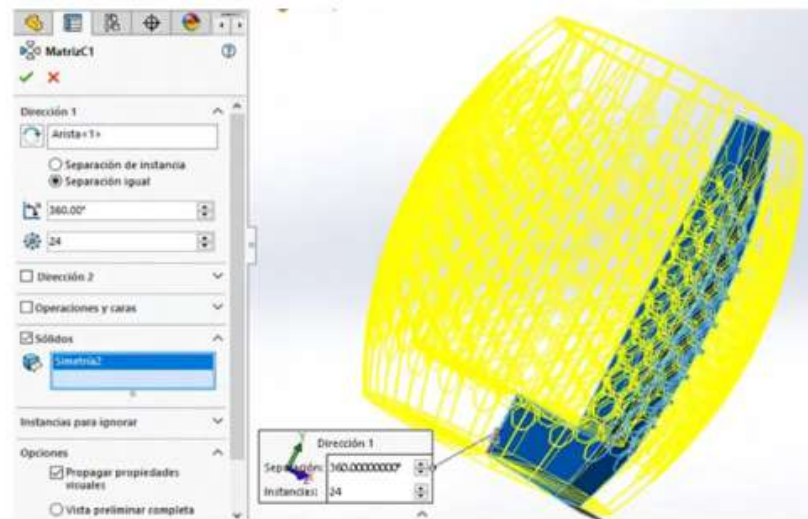 MatrizC1
Dirección 1
Arista<1>
Separación de instancia
Separación igual
360.00°
24
Dirección 2
Operaciones y caras
Sólidos
Simetría2
Instancias para ignorar
Opciones
Propagar propiedades
visuales
Vista preliminar completa
Dirección 1
Separación: 360.00000000°
Instancias: 24